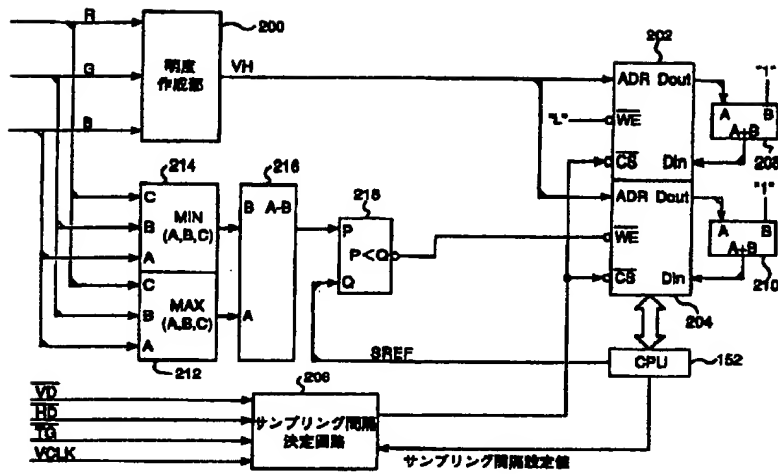 R
G
B
200
明度
作成部
VH
202
ADR Dout
"L"
WE
CS
Din
A
B
"1"
A+B
208
ADR Dout
WE
CS
Din
A
B
"1"
A+B
210
204
214
C
B
A
MIN
(A,B,C)
C
B
A
MAX
(A,B,C)
212
216
B A-B
A
218
P
P<Q
Q
SREF
CPU
152
206
VD
HD
TG
VCLK
サンプリング間隔
決定回路
サンプリング間隔設定値